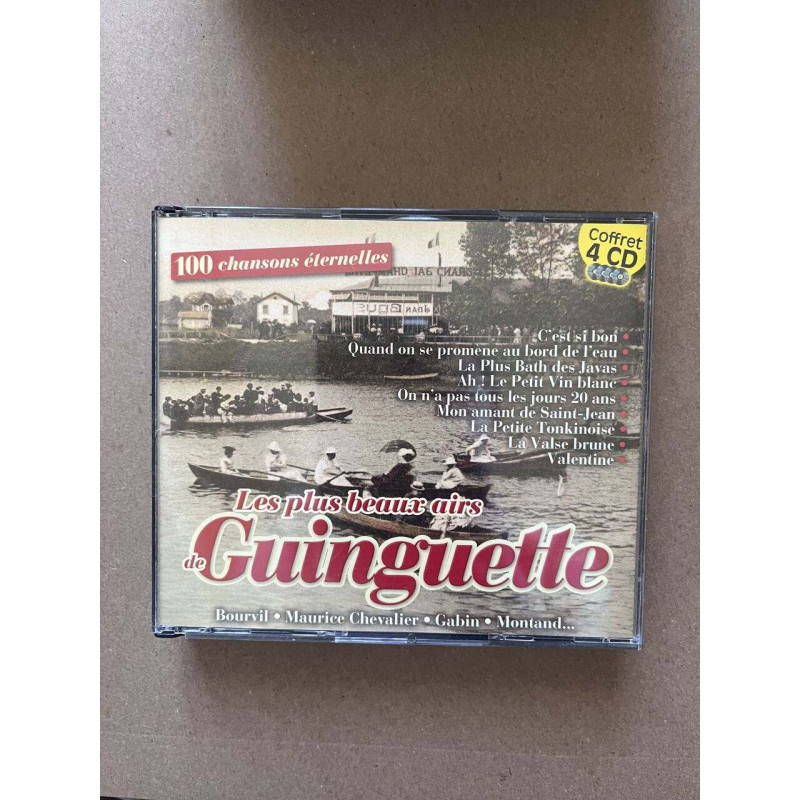 100 chansons éternelles
Coffret
4 CD
C'est si bon
Quand on se promène au bord de l'eau
La Plus Bath des Javas
Ah ! Le Petit Vin blanc
On n'a pas tous les jours 20 ans
Mon amant de Saint-Jean
La Petite Tonkinoise
La Valse brune
Valentine
Les plus beaux airs
de Guinguette
Bourvil • Maurice Chevalier • Gabin • Montand...